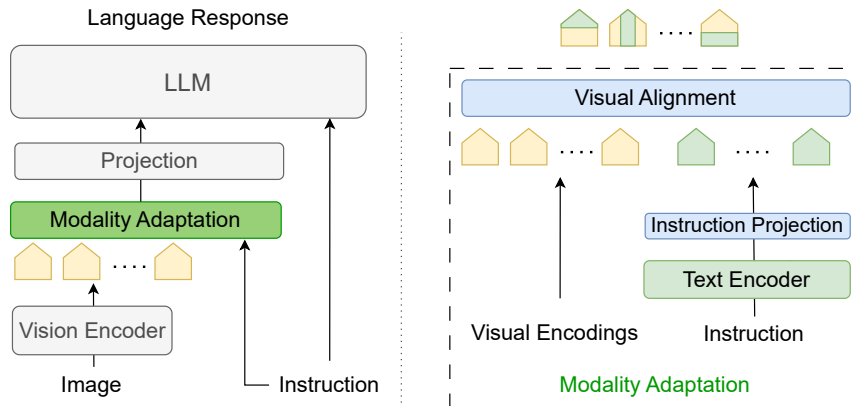 Language Response
LLM
Projection
Modality Adaptation
Vision Encoder
Image
Instruction
Visual Alignment
Instruction Projection
Text Encoder
Visual Encodings
Instruction
Modality Adaptation